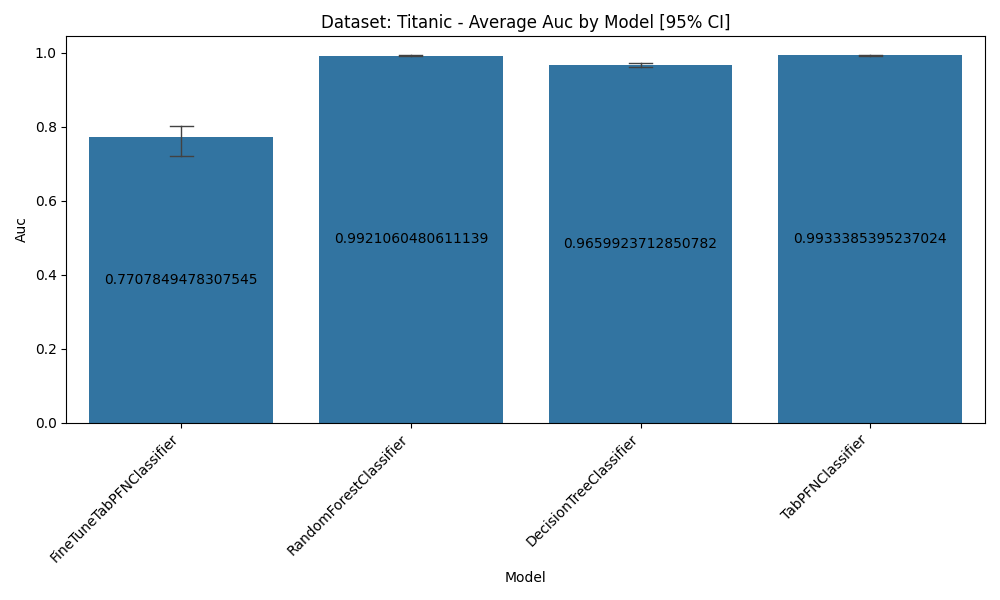 Dataset: Titanic - Average Auc by Model [95% CI]
1.0
0.8
0.6
0.4
0.2
0.0
Auc
0.7707849478307545
0.9921060480611139
0.9659923712850782
0.9933385395237024
FineTuneTabPFNClassifier
RandomForestClassifier
DecisionTreeClassifier
TabPFNClassifier
Model